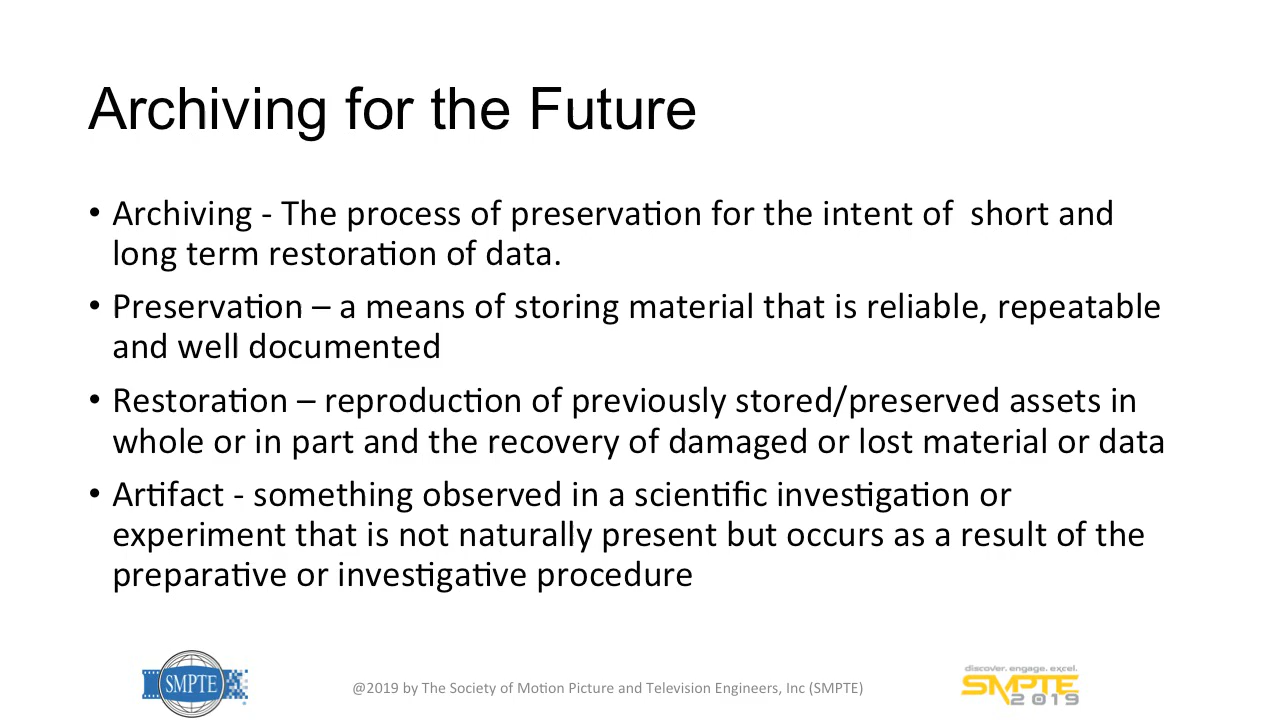 Archiving for the Future
• Archiving - The process of preservation for the intent of  short and
long term restoration of data.
• Preservation – a means of storing material that is reliable, repeatable
and well documented
• Restoration – reproduction of previously stored/preserved assets in
whole or in part and the recovery of damaged or lost material or data
• Artifact - something observed in a scientific investigation or
experiment that is not naturally present but occurs as a result of the
preparative or investigative procedure
SMPTE
@2019 by The Society of Motion Picture and Television Engineers, Inc (SMPTE)
discover. engage. excel.
SMPTE
2019